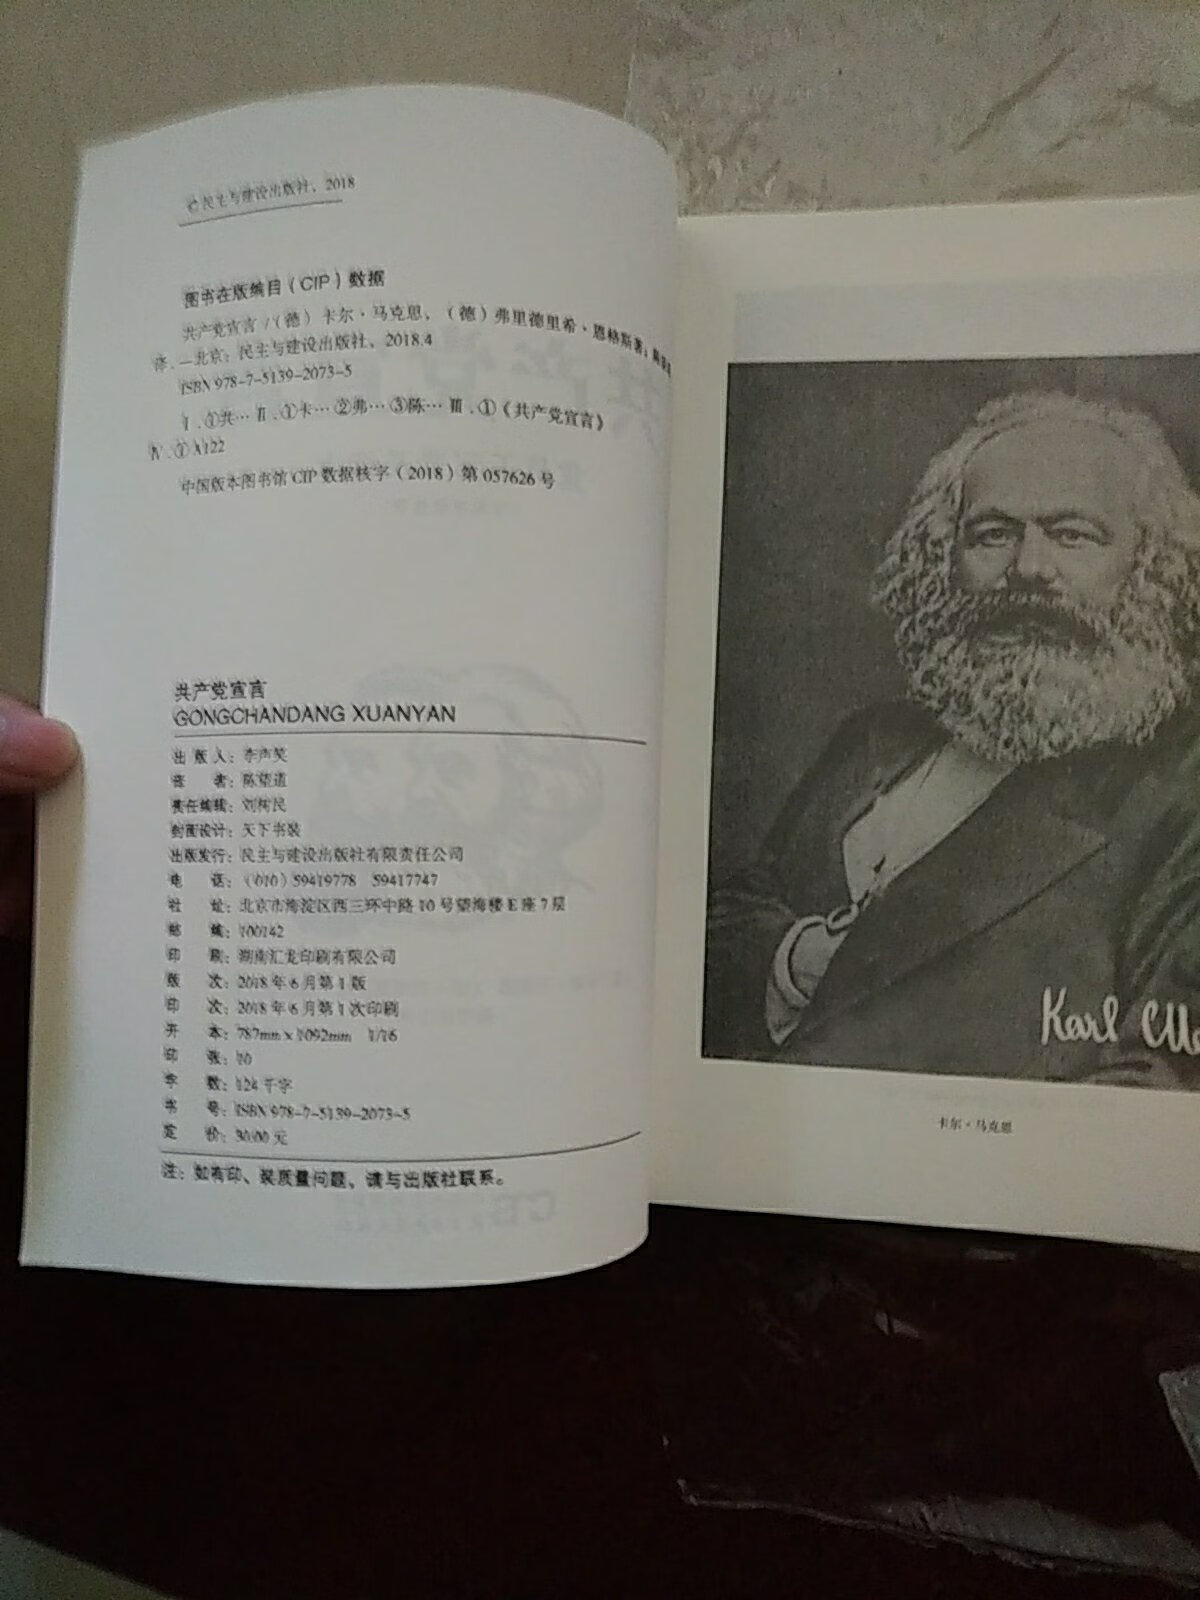 © 民主与建设出版社，2018
图书在版编目（CIP）数据
共产党宣言 /（德）卡尔·马克思，（德）弗里德里希·恩格斯著；
译. —北京：民主与建设出版社，2018.4
ISBN 978-7-5139-2073-5
Ⅰ．①共… Ⅱ．①卡… ②弗… ③陈… Ⅲ．①《共产党宣言》
Ⅳ．①A122
中国版本图书馆 CIP 数据核字（2018）第 057626 号
共产党宣言
GONGCHANDANG XUANYAN
出 版 人：李声笑
译 者：陈望道
责任编辑：刘树民
封面设计：天下书装
出版发行：民主与建设出版社有限责任公司
电 话：（010）59419778 59417747
社 址：北京市海淀区西三环中路 10 号望海楼 E 座 7 层
邮 编：100142
印 刷：湖南汇龙印刷有限公司
版 次：2018 年 6 月第 1 版
印 次：2018 年 6 月第 1 次印刷
开 本：787mm×1092mm 1/16
印 张：10
字 数：124 千字
书 号：ISBN 978-7-5139-2073-5
定 价：30.00 元
注：如有印、装质量问题，请与出版社联系。
Karl
卡尔·马克思